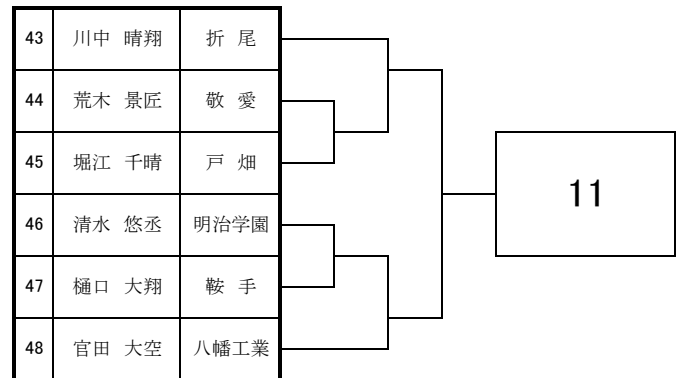 43 川中 晴翔 折 尾
44 荒木 景匠 敬 愛
45 堀江 千晴 戸 畑
11
46 清水 悠丞 明治学園
47 樋口 大翔 鞍 手
48 官田 大空 八幡工業